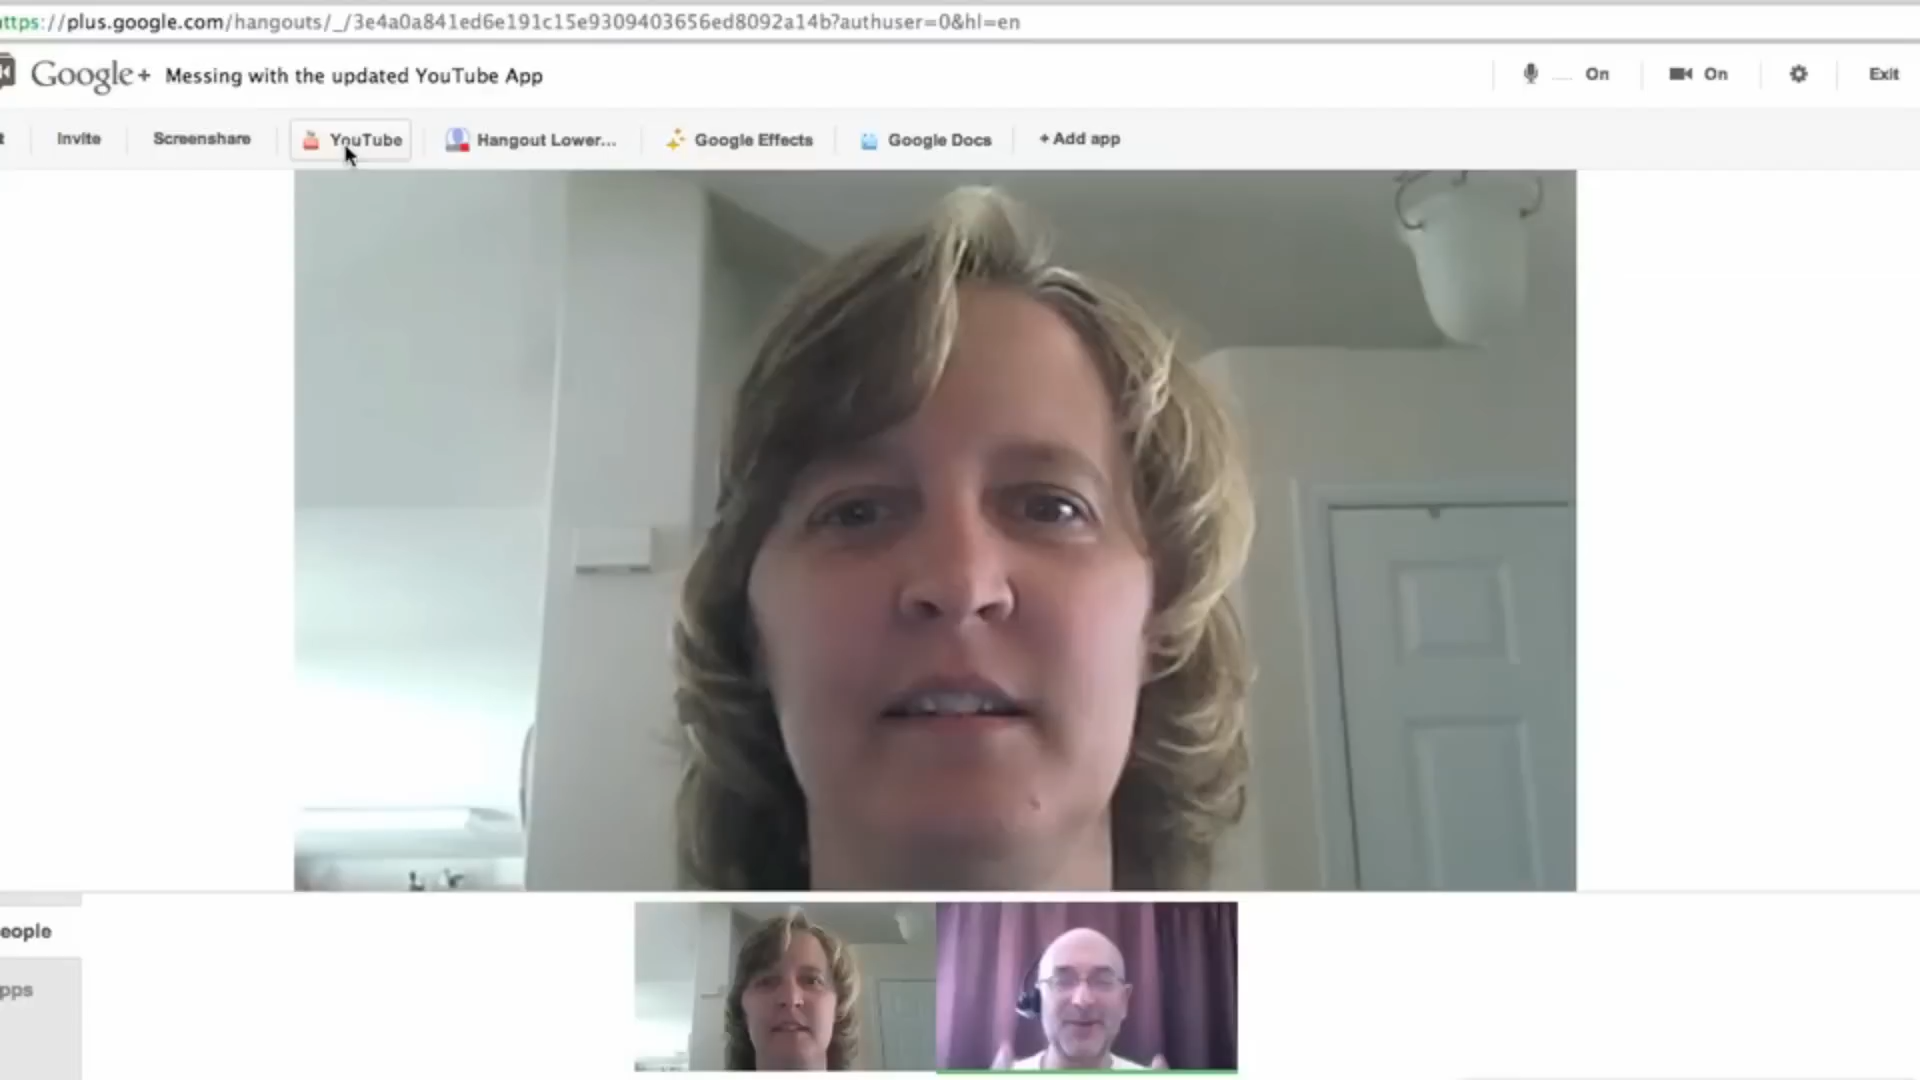 https://plus.google.com/hangouts/_/3e4a0a841ed6e191c15e9309403656ed8092a14b?authuser=0&hl=en
Google+ Messing with the updated YouTube App On On Exit
t Invite Screenshare YouTube Hangout Lower... Google Effects Google Docs + Add app
eople
pps